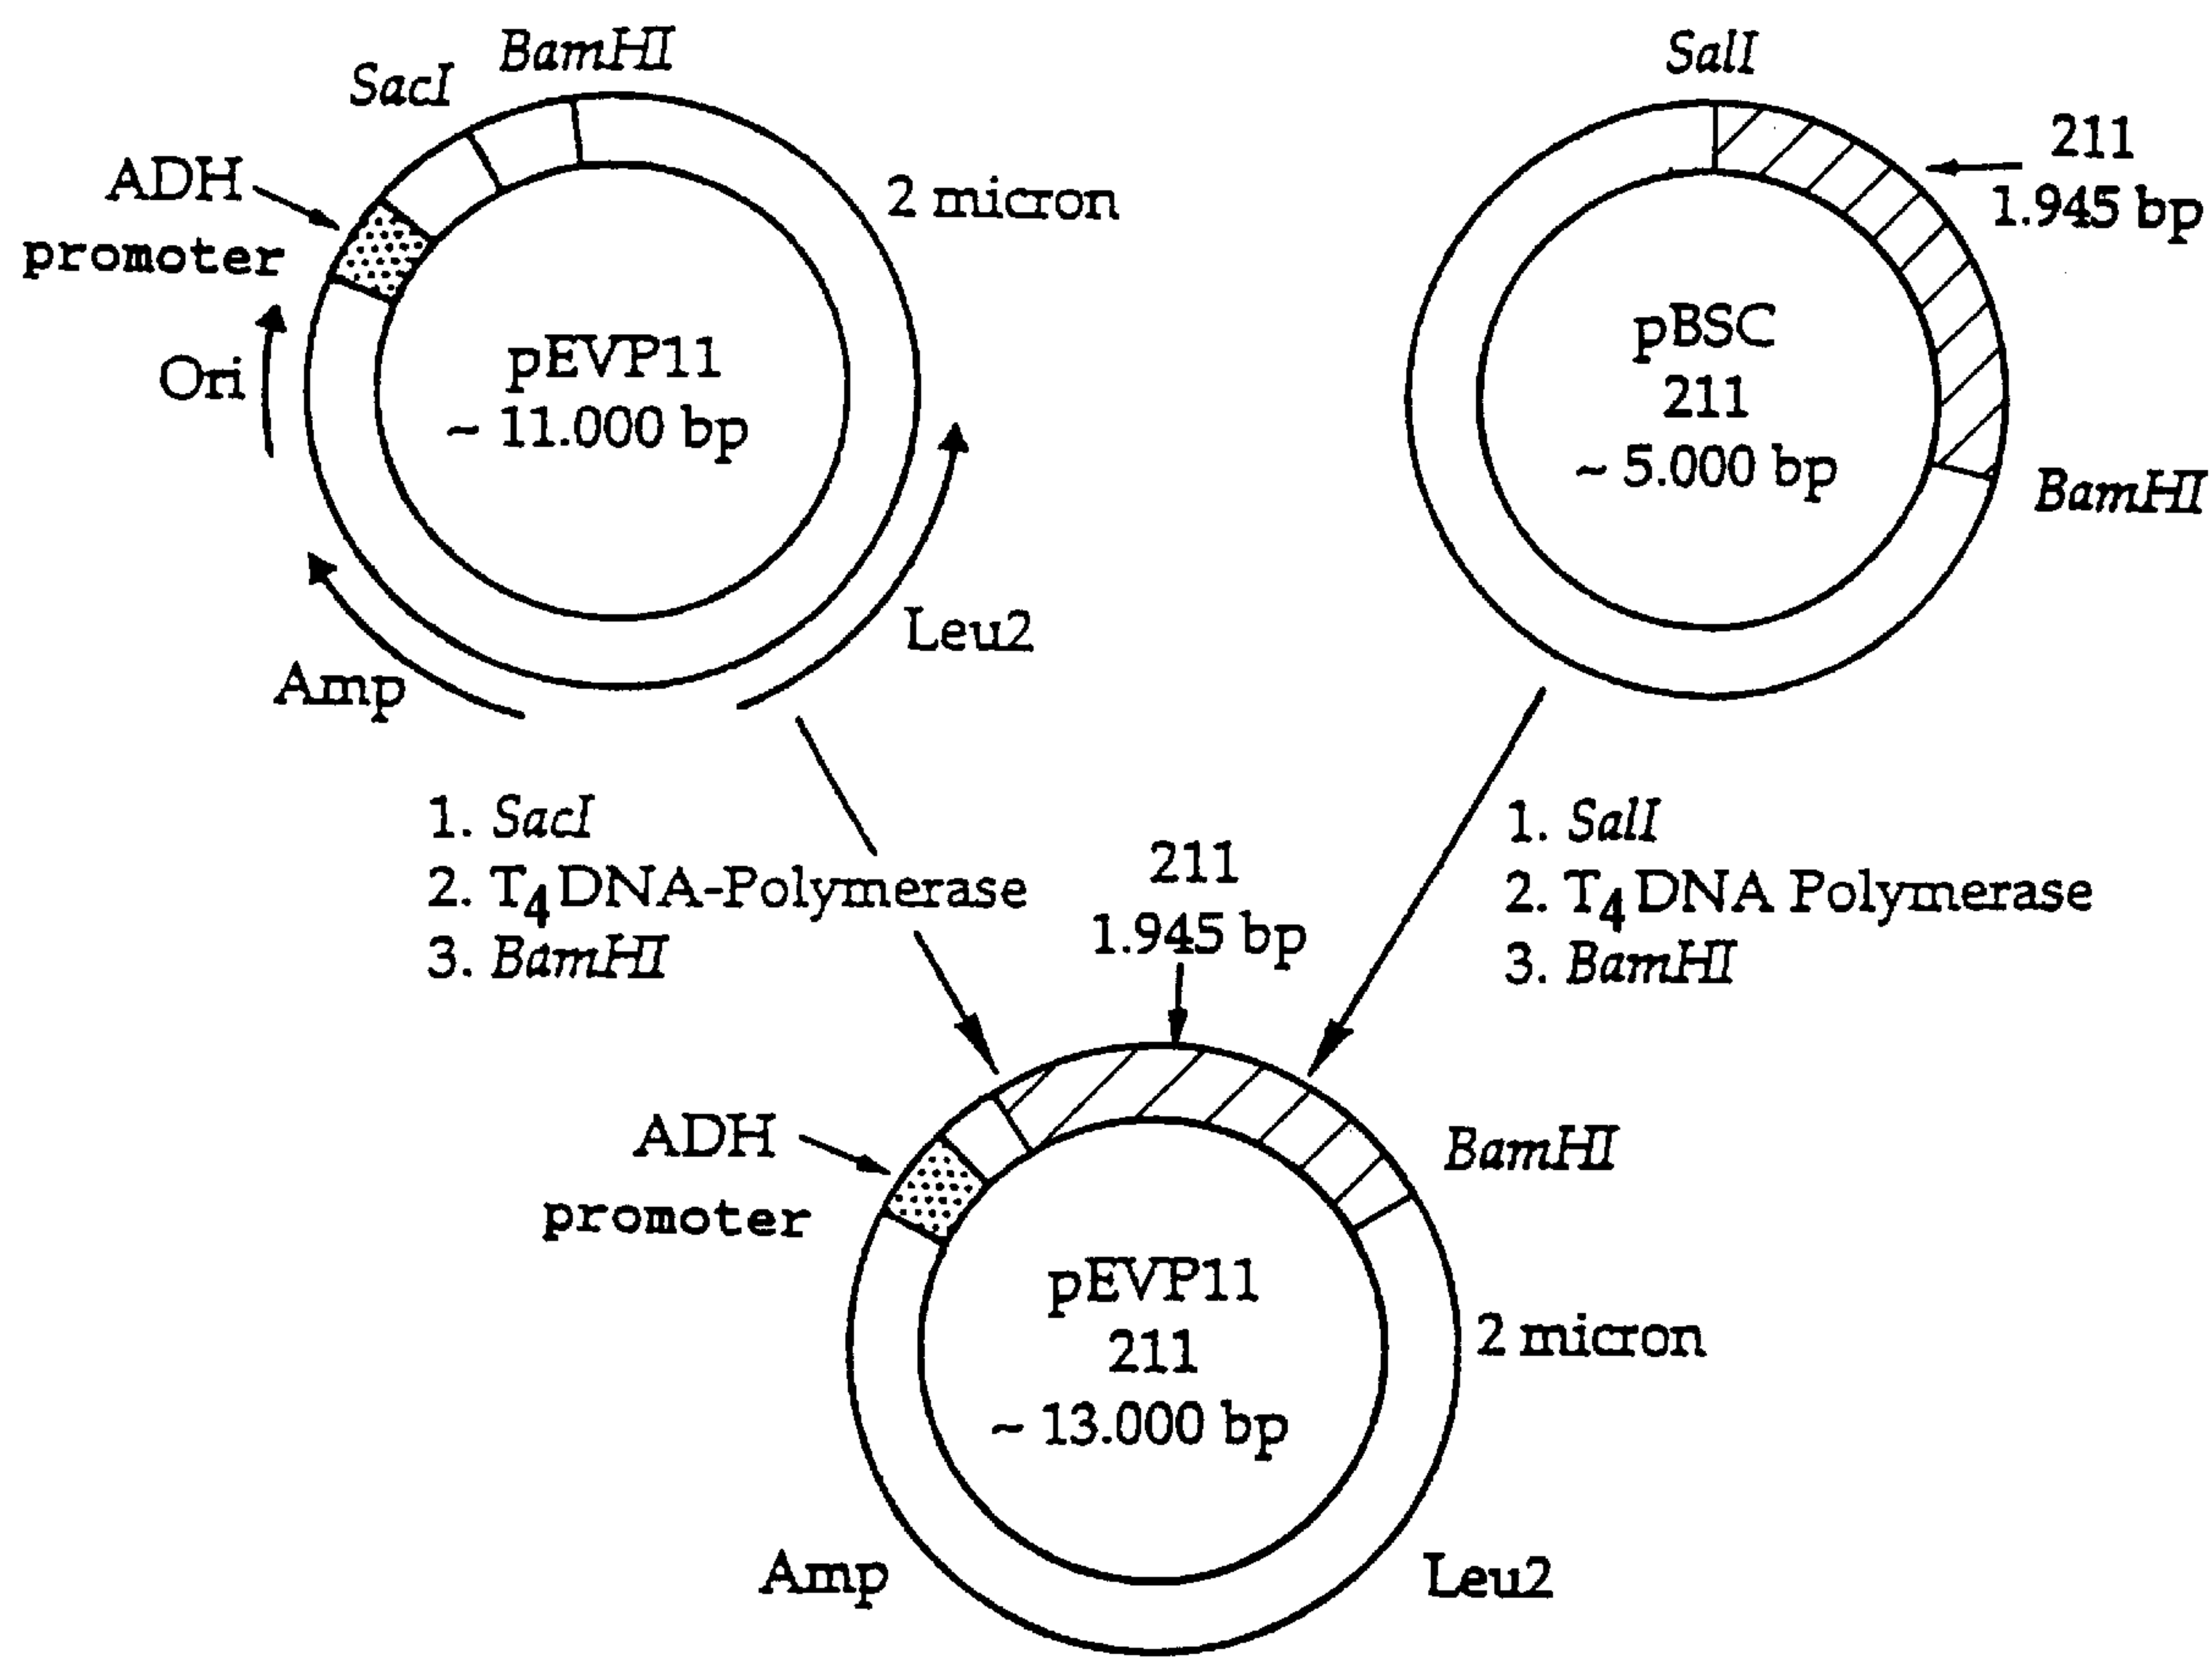 SacI
BamHI
ADH
promoter
2 micron
Ori
pEVP11
~ 11.000 bp
Amp
Leu2
SalI
211
1.945 bp
pBSC
211
~ 5.000 bp
BamHI
1. SacI
2. T4 DNA-Polymerase
3. BamHI
211
1.945 bp
1. SalI
2. T4 DNA Polymerase
3. BamHI
ADH
promoter
BamHI
pEVP11
211
~ 13.000 bp
2 micron
Amp
Leu2